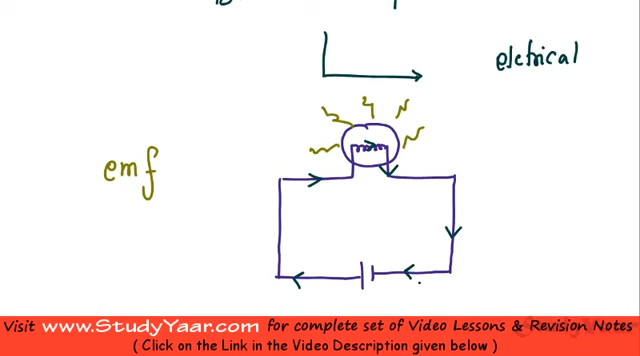 eletrical
emf
Visit www.StudyYaar.com for complete set of Video Lessons & Revision Notes
( Click on the Link in the Video Description given below )